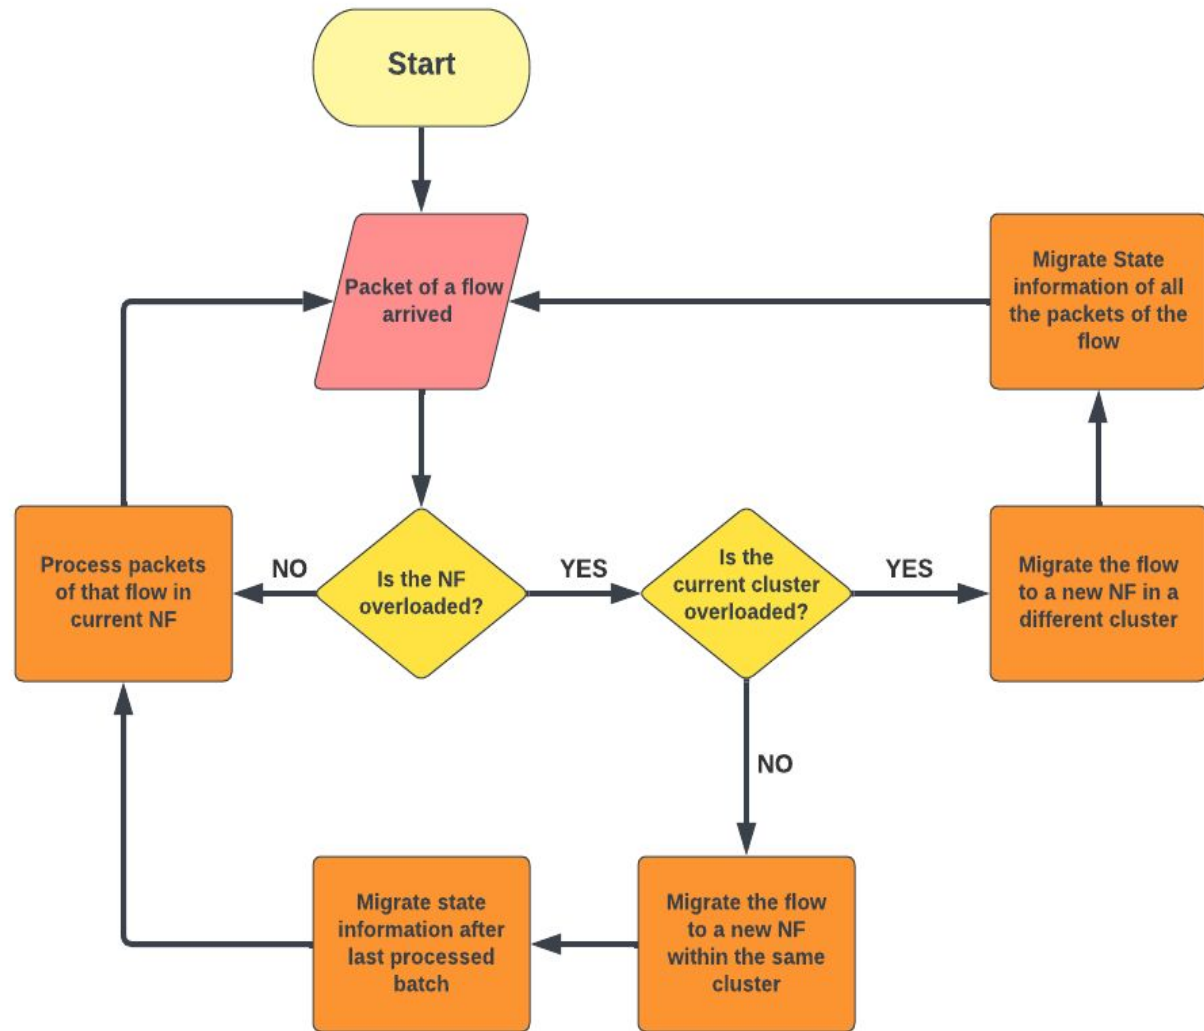 Start
Packet of a flow
arrived
Migrate State
information of all
the packets of the
flow
Process packets
of that flow in
current NF
NO
Is the NF
overloaded?
YES
Is the
current cluster
overloaded?
YES
Migrate the flow
to a new NF in a
different cluster
NO
Migrate state
information after
last processed
batch
Migrate the flow
to a new NF
within the same
cluster